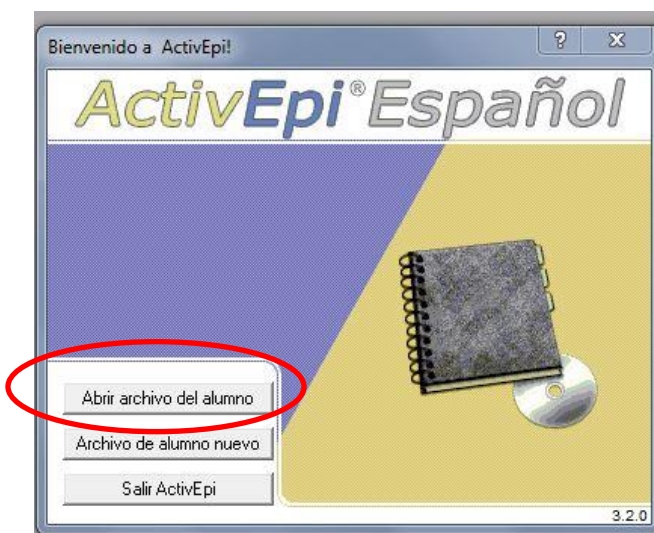 Bienvenido a ActivEpi!
ActivEpi® Español
Abrir archivo del alumno
Archivo de alumno nuevo
Salir ActivEpi
3.2.0